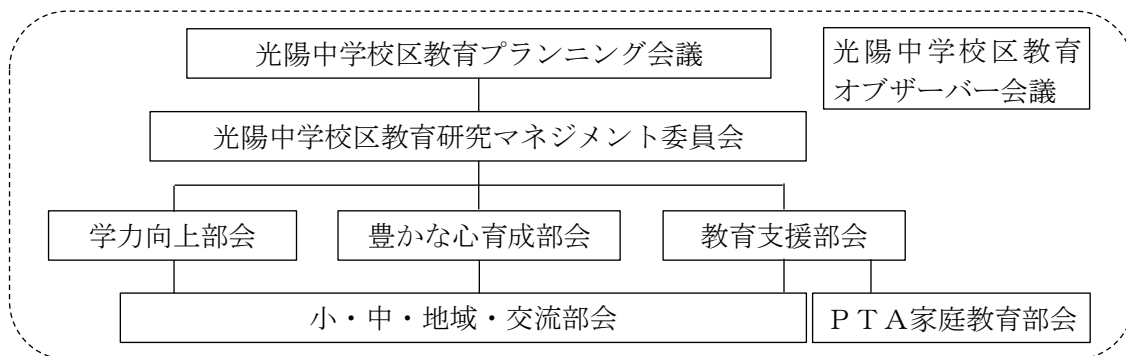 光陽中学校区教育プランニング会議
光陽中学校区教育
オブザーバー会議
光陽中学校区教育研究マネジメント委員会
学力向上部会
豊かな心育成部会
教育支援部会
小・中・地域・交流部会
ＰＴＡ家庭教育部会